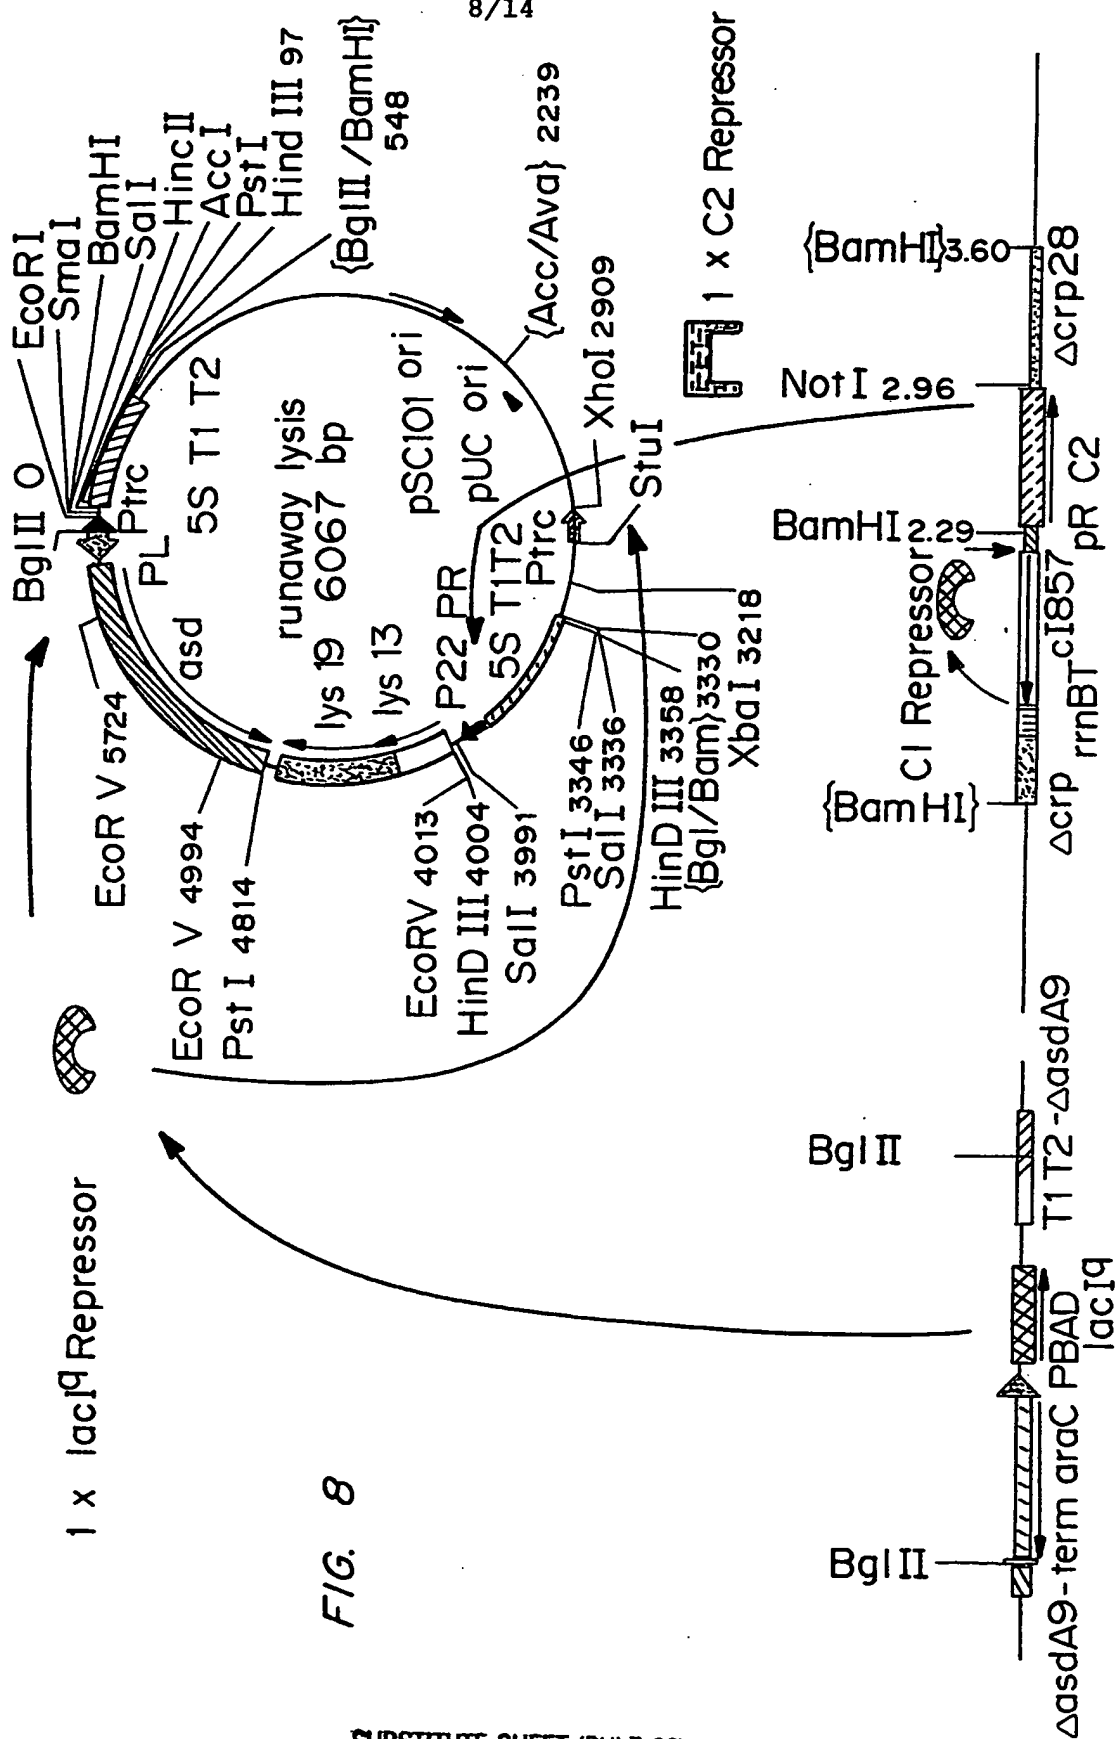 8/14
1 x lacIq Repressor
FIG. 8
BglII O
EcoRI
SmaI
BamHI
SalI
HincII
AccI
PstI
Hind III 97
{BglII/BamHI}
548
Ptrc
PL
5S T1 T2
asd
EcoR V 5724
EcoR V 4994
Pst I 4814
runaway lysis
6067 bp
lys 19
lys 13
pSC101 ori
pUC ori
{Acc/Ava} 2239
P22 PR
5S T1T2
Ptrc
XhoI 2909
StuI
EcoRV 4013
HinD III 4004
SalI 3991
PstI 3346
SalI 3336
HinD III 3358
{Bgl/Bam}3330
XbaI 3218
1 x C2 Repressor
BglII
BglII
ΔasdA9-term araC PBAD
lacIq
T1 T2 -ΔasdA9
{BamHI}
CI Repressor
BamHI 2.29
NotI 2.96
{BamHI}3.60
Δcrp
rrnBT
cI857
pR C2
Δcrp28